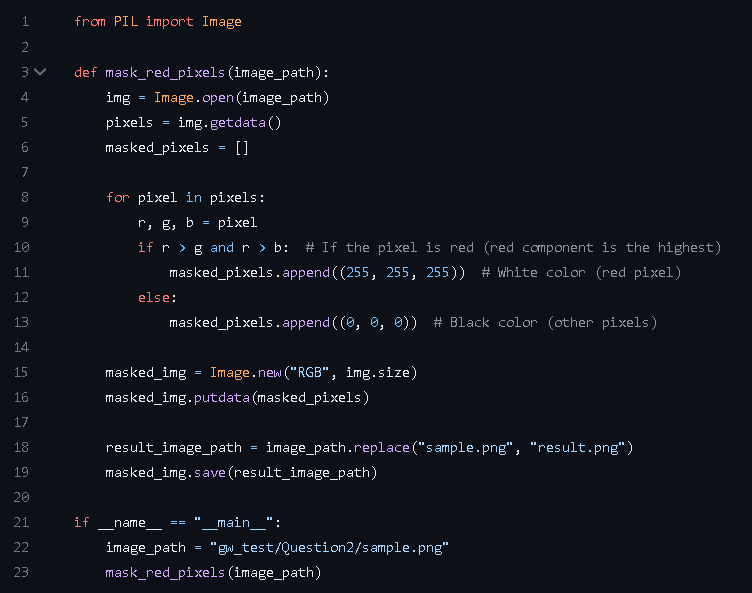 1 from PIL import Image
2
3 def mask_red_pixels(image_path):
4 img = Image.open(image_path)
5 pixels = img.getdata()
6 masked_pixels = []
7
8 for pixel in pixels:
9 r, g, b = pixel
10 if r > g and r > b: # If the pixel is red (red component is the highest)
11 masked_pixels.append((255, 255, 255)) # White color (red pixel)
12 else:
13 masked_pixels.append((0, 0, 0)) # Black color (other pixels)
14
15 masked_img = Image.new("RGB", img.size)
16 masked_img.putdata(masked_pixels)
17
18 result_image_path = image_path.replace("sample.png", "result.png")
19 masked_img.save(result_image_path)
20
21 if __name__ == "__main__":
22 image_path = "gw_test/Question2/sample.png"
23 mask_red_pixels(image_path)